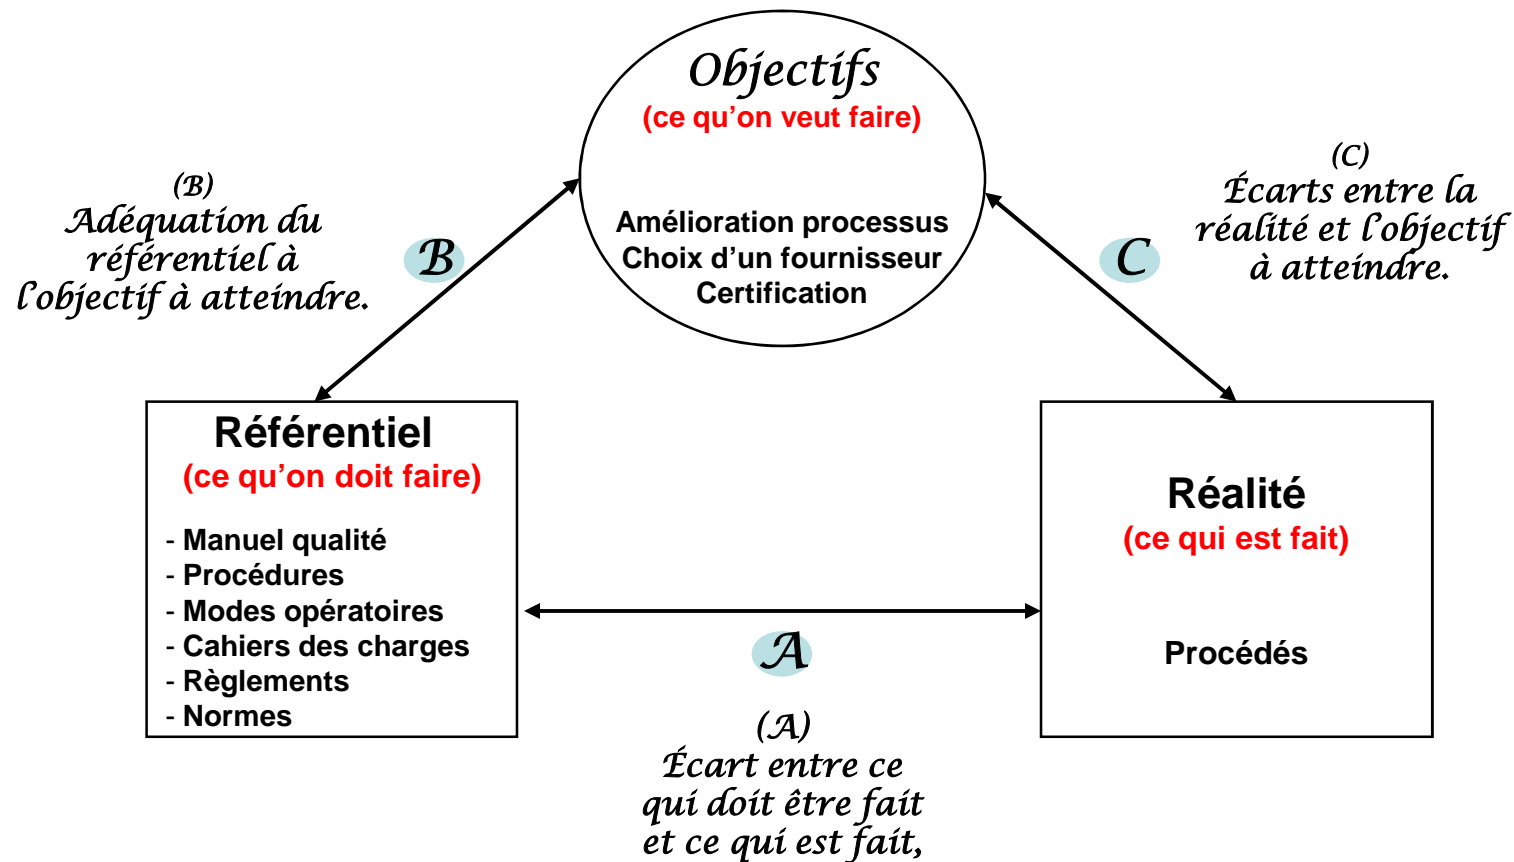 Objectifs
(ce qu’on veut faire)
Amélioration processus
Choix d’un fournisseur
Certification
(B)
Adéquation du
référentiel à
l’objectif à atteindre.
B
C
(C)
Écarts entre la
réalité et l’objectif
à atteindre.
Référentiel
(ce qu’on doit faire)
- Manuel qualité
- Procédures
- Modes opératoires
- Cahiers des charges
- Règlements
- Normes
Réalité
(ce qui est fait)
Procédés
A
(A)
Écart entre ce
qui doit être fait
et ce qui est fait,